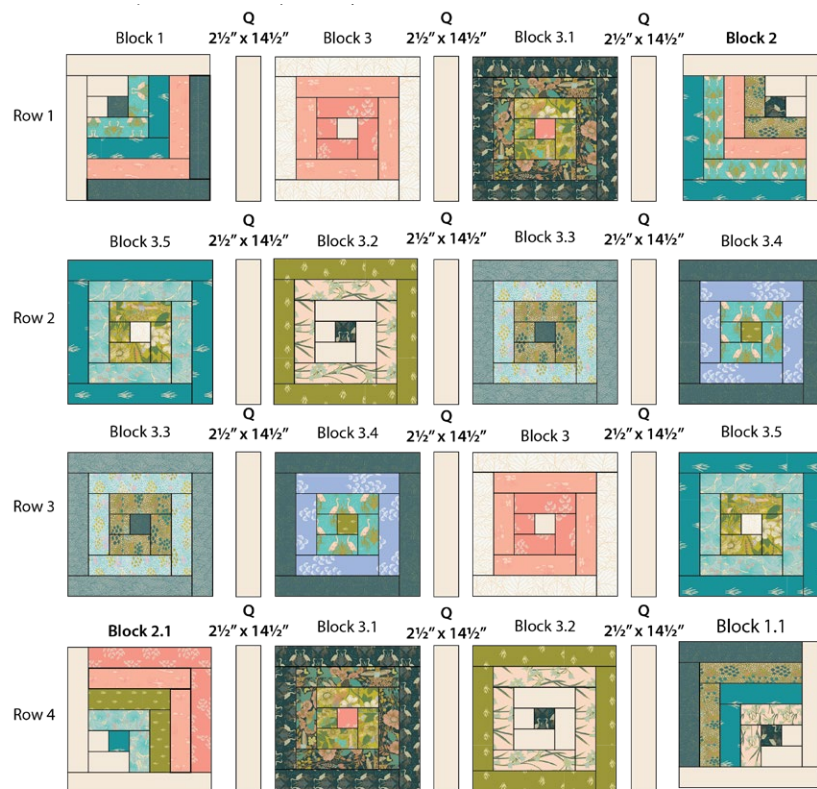 Q Q Q
Block 1 2½” x 14½” Block 3 2½” x 14½” Block 3.1 2½” x 14½” Block 2
Row 1
Q Q Q
Block 3.5 2½” x 14½” Block 3.2 2½” x 14½” Block 3.3 2½” x 14½” Block 3.4
Row 2
Q Q Q
Block 3.3 2½” x 14½” Block 3.4 2½” x 14½” Block 3 2½” x 14½” Block 3.5
Row 3
Q Q Q
Block 2.1 2½” x 14½” Block 3.1 2½” x 14½” Block 3.2 2½” x 14½” Block 1.1
Row 4